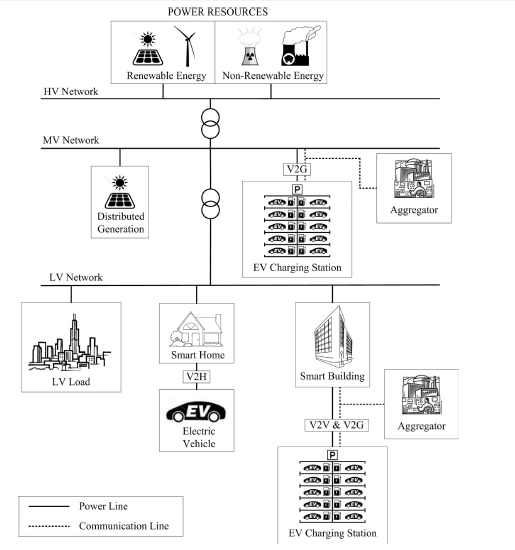 POWER RESOURCES
Renewable Energy
Non-Renewable Energy
HV Network
MV Network
V2G
P
Distributed
Generation
EV Charging Station
Aggregator
LV Network
LV Load
Smart Home
V2H
EV
Electric
Vehicle
Smart Building
V2V & V2G
Aggregator
P
EV Charging Station
Power Line
Communication Line